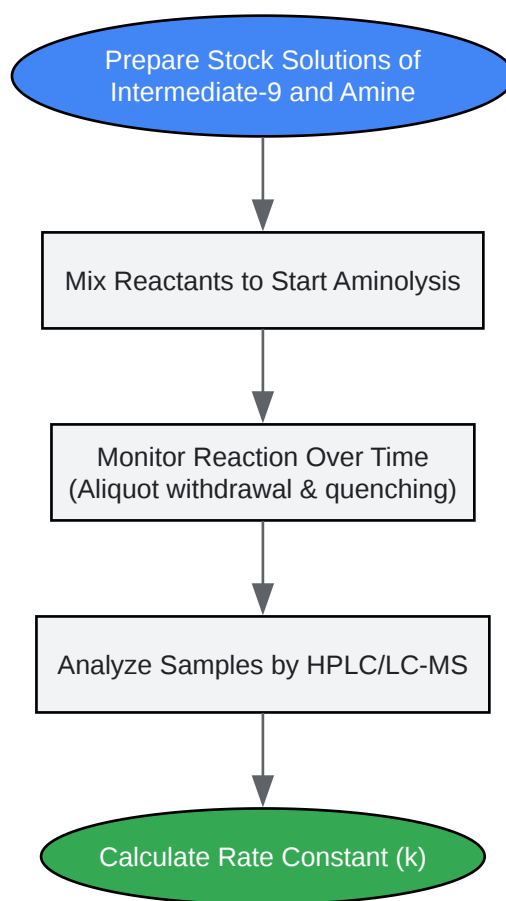 Prepare Stock Solutions of
Intermediate-9 and Amine
Mix Reactants to Start Aminolysis
Monitor Reaction Over Time
(Aliquot withdrawal & quenching)
Analyze Samples by HPLC/LC-MS
Calculate Rate Constant (k)